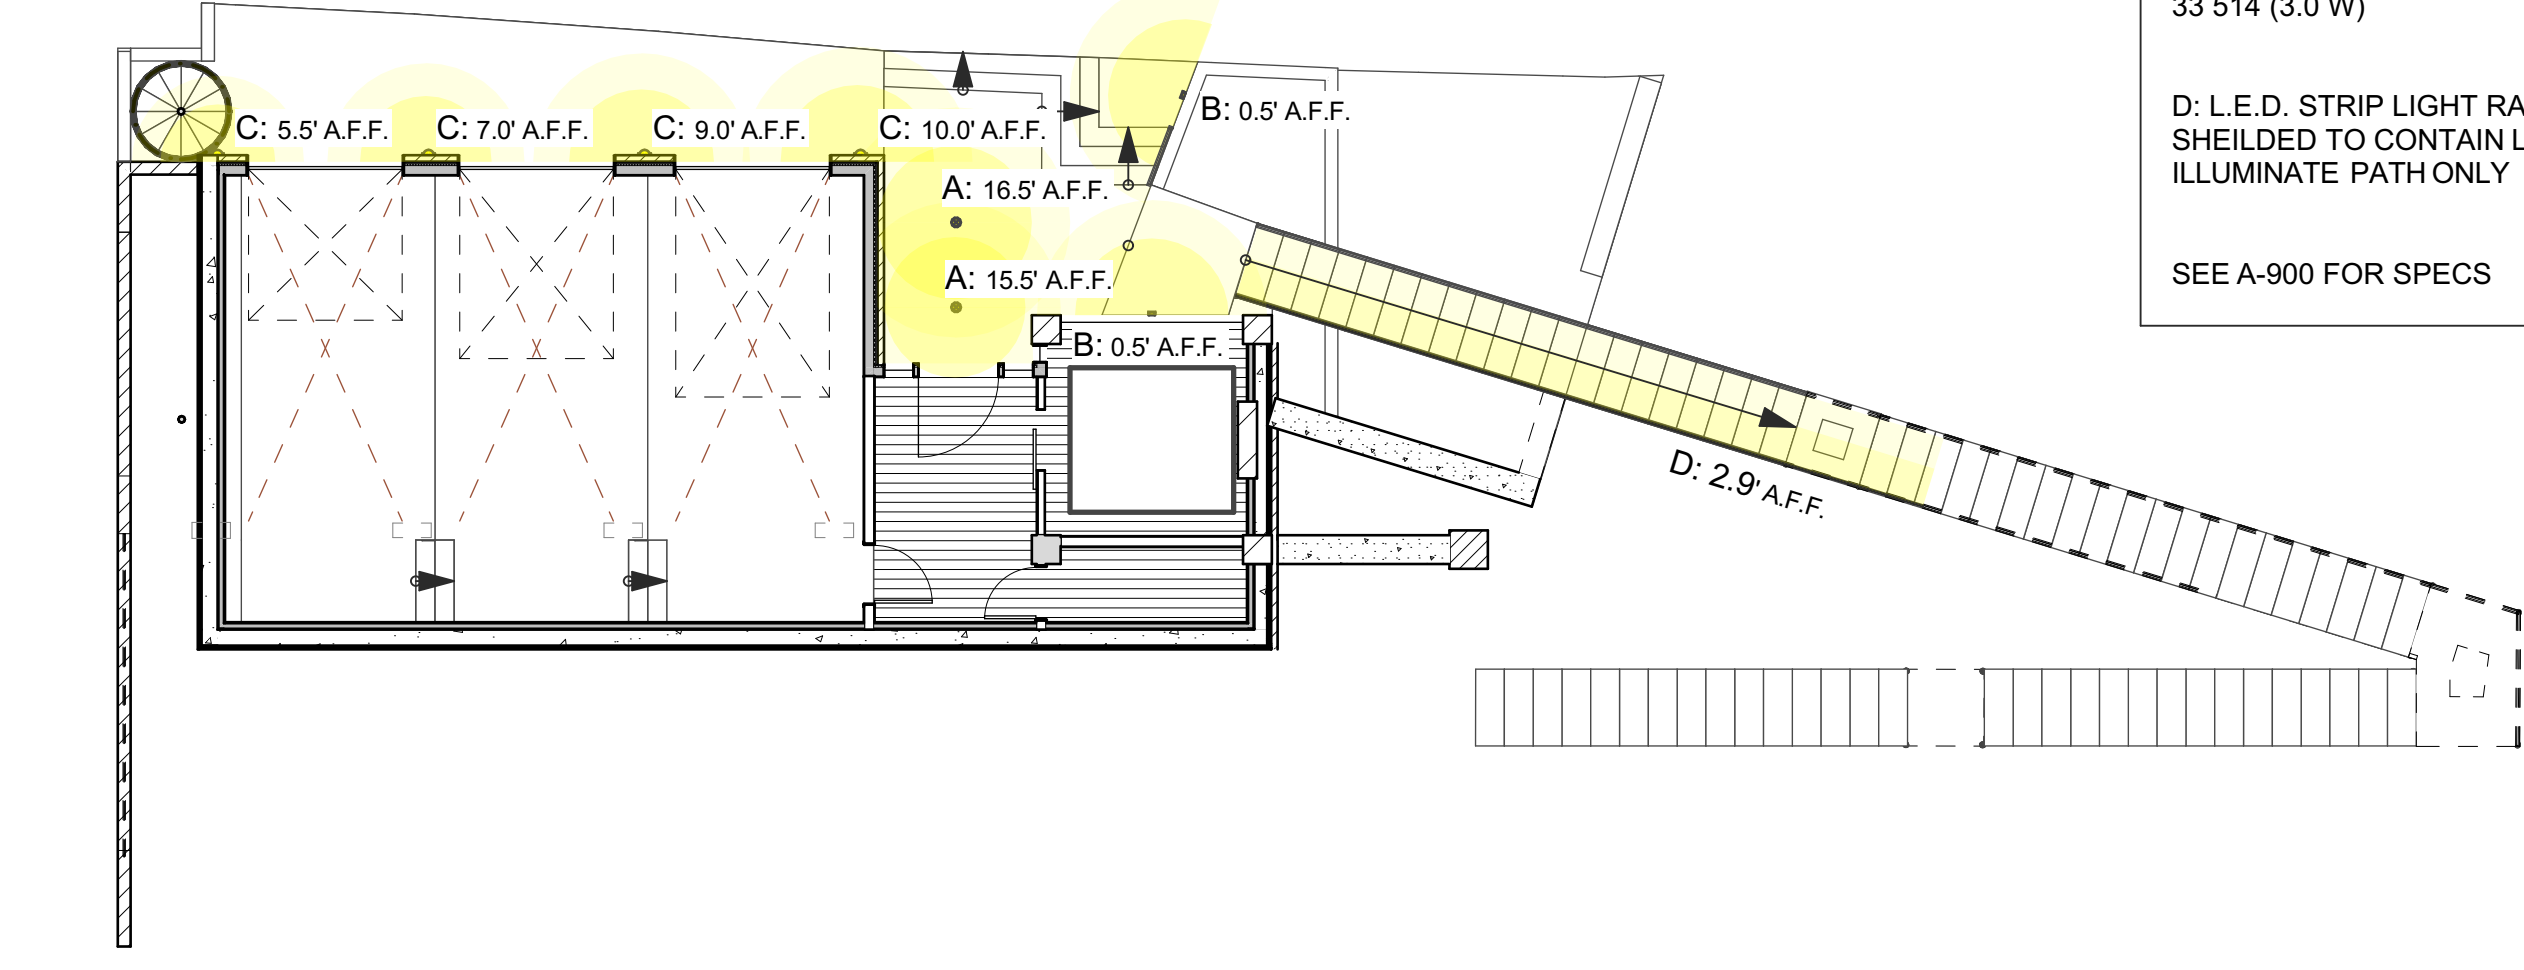 33 514 (3.0 W)
D: L.E.D. STRIP LIGHT RA
SHEILDED TO CONTAIN L
ILLUMINATE PATH ONLY
SEE A-900 FOR SPECS
C: 5.5' A.F.F.
C: 7.0' A.F.F.
C: 9.0' A.F.F.
C: 10.0' A.F.F.
B: 0.5' A.F.F.
A: 16.5' A.F.F.
A: 15.5' A.F.F.
B: 0.5' A.F.F.
D: 2.9' A.F.F.